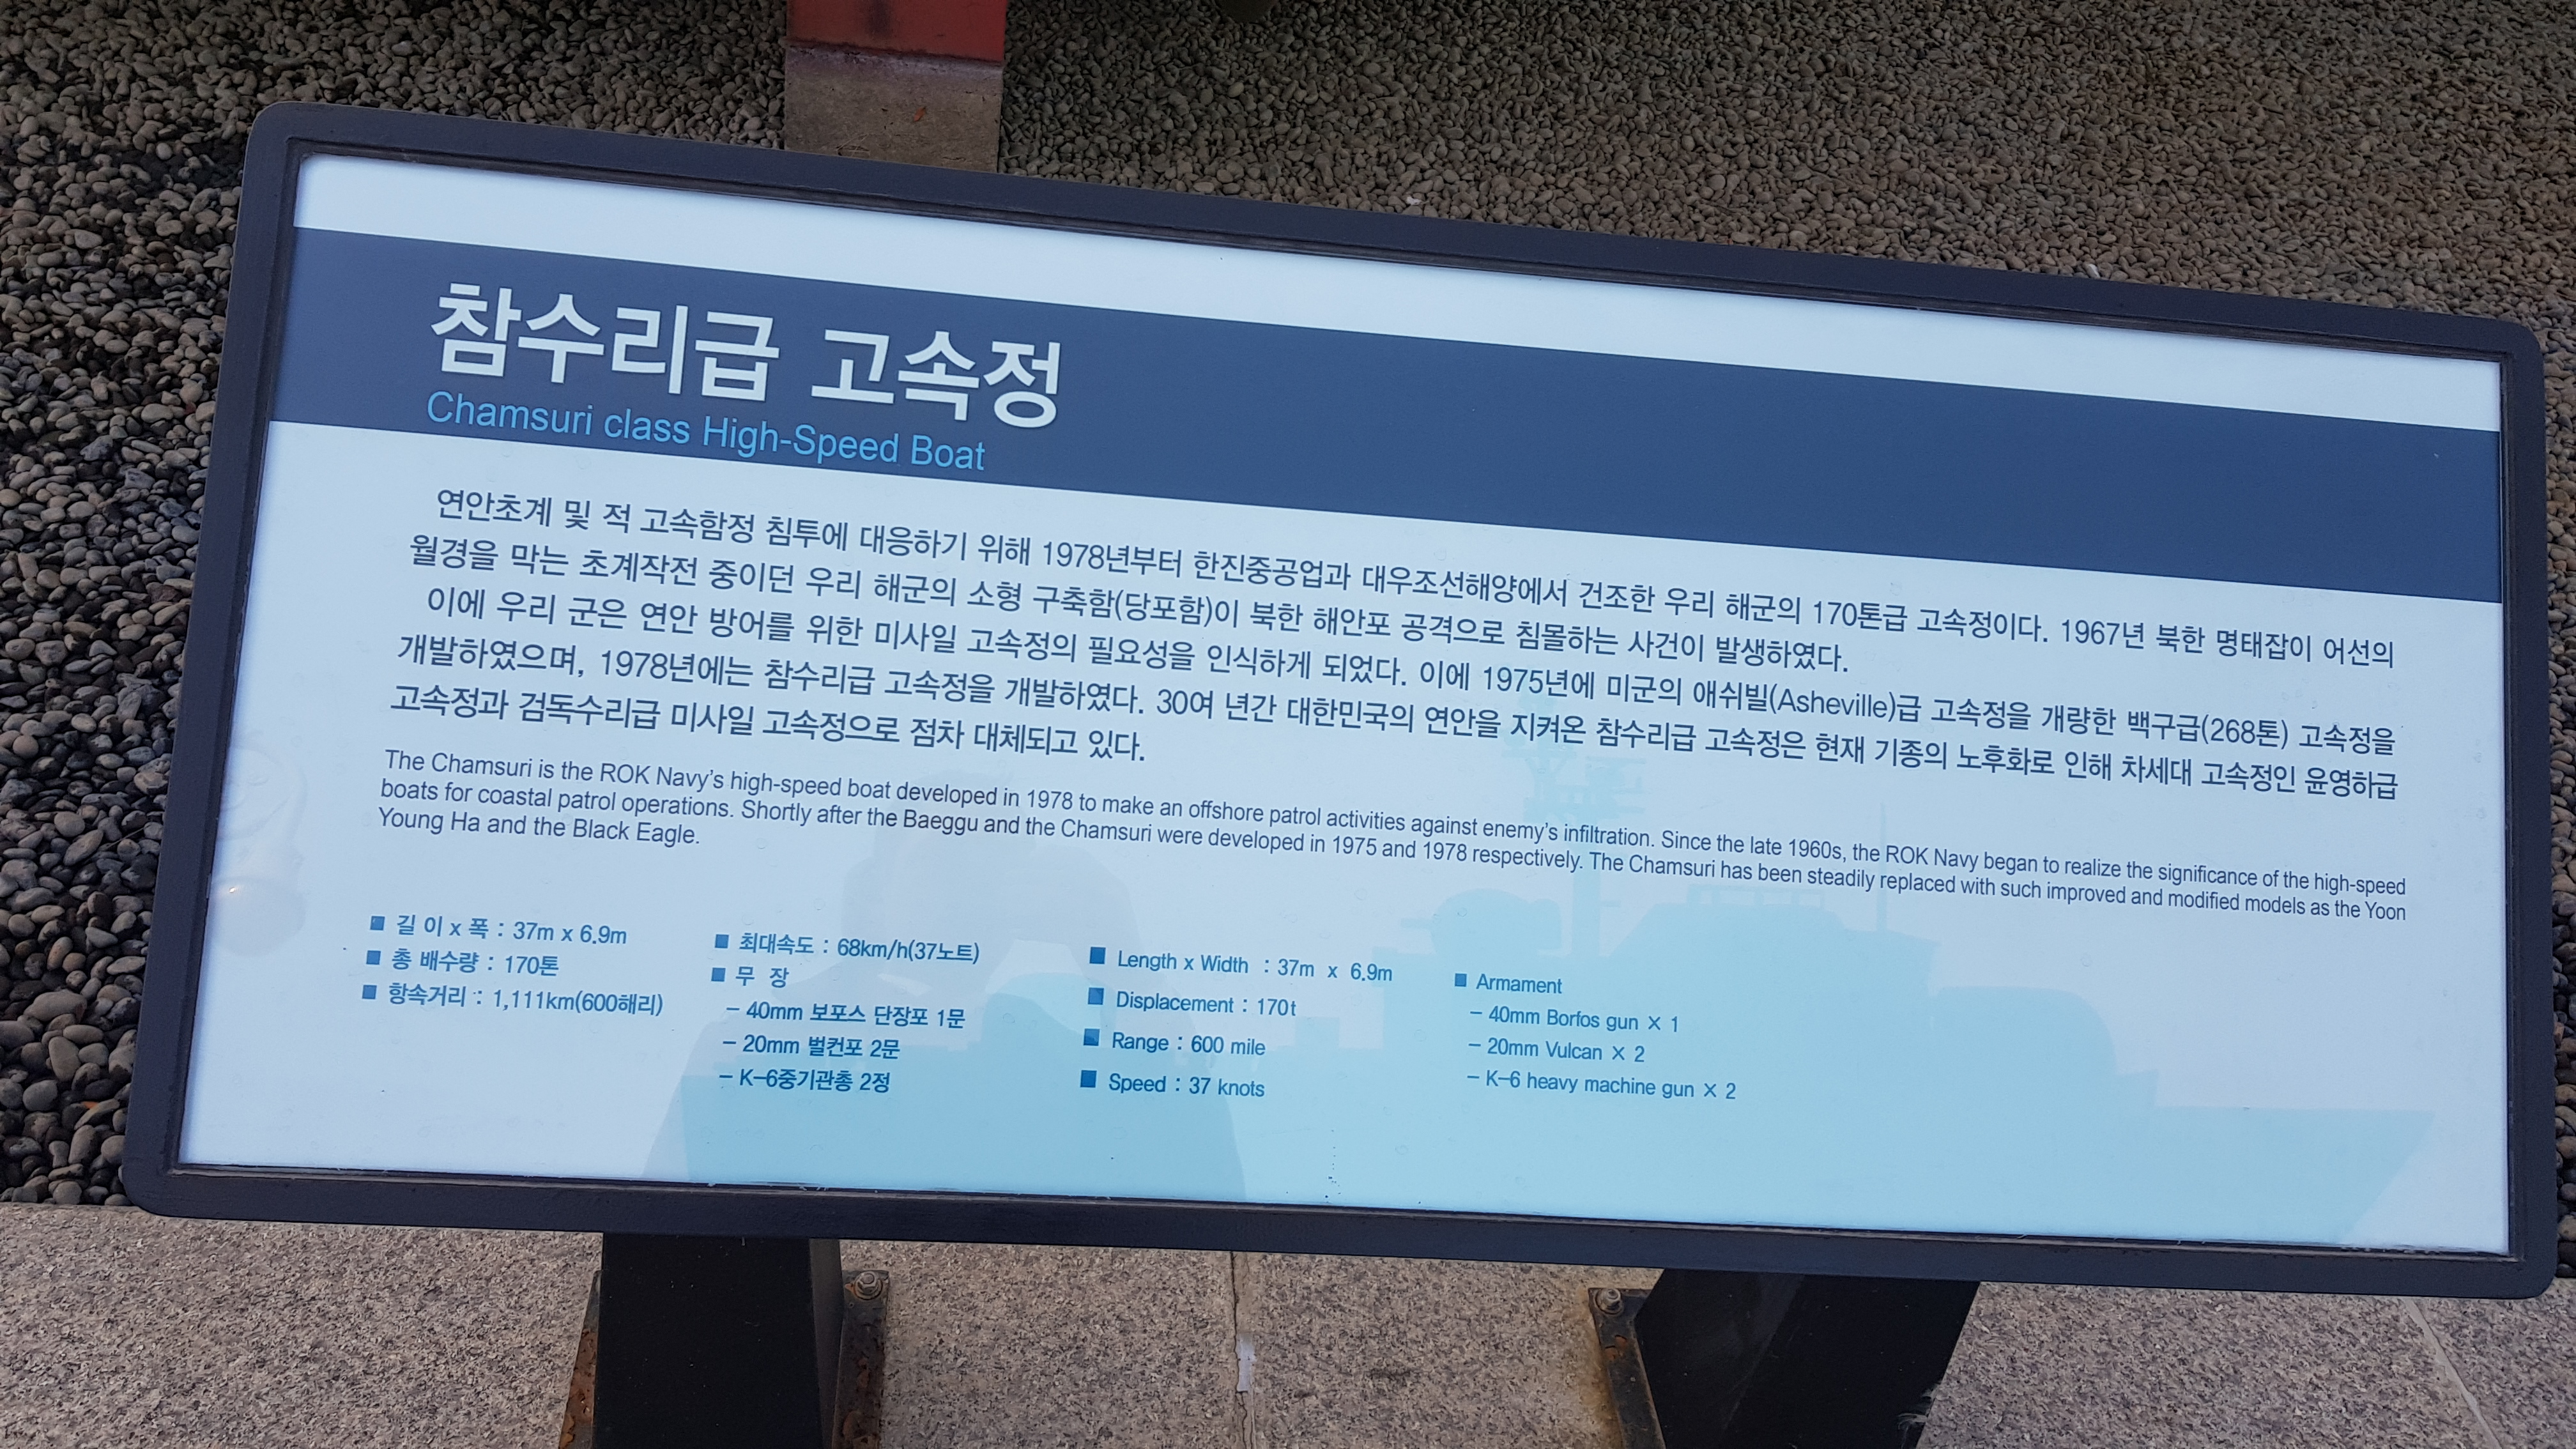 참수리급 고속정
Chamsuri class High-Speed Boat
연안초계 및 적 고속함정 침투에 대응하기 위해 1978년부터 한진중공업과 대우조선해양에서 건조한 우리 해군의 170톤급 고속정이다. 1967년 북한 명태잡이 어선의
월경을 막는 초계작전 중이던 우리 해군의 소형 구축함(당포함)이 북한 해안포 공격으로 침몰하는 사건이 발생하였다.
이에 우리 군은 연안 방어를 위한 미사일 고속정의 필요성을 인식하게 되었다. 이에 1975년에 미군의 애쉬빌(Asheville)급 고속정을 개량한 백구급(268톤) 고속정을
개발하였으며, 1978년에는 참수리급 고속정을 개발하였다. 30여 년간 대한민국의 연안을 지켜온 참수리급 고속정은 현재 기종의 노후화로 인해 차세대 고속정인 윤영하급
고속정과 검독수리급 미사일 고속정으로 점차 대체되고 있다.
The Chamsuri is the ROK Navy's high-speed boat developed in 1978 to make an offshore patrol activities against enemy's infiltration. Since the late 1960s, the ROK Navy began to realize the significance of the high-speed
boats for coastal patrol operations. Shortly after the Baeggu and the Chamsuri were developed in 1975 and 1978 respectively. The Chamsuri has been steadily replaced with such improved and modified models as the Yoon
Young Ha and the Black Eagle.
■ 길 이 x 폭 : 37m x 6.9m
■ 총 배수량 : 170톤
■ 항속거리 : 1,111km(600해리)
■ 최대속도 : 68km/h(37노트)
■ 무 장
- 40mm 보포스 단장포 1문
- 20mm 벌컨포 2문
- K-6중기관총 2정
■ Length x Width : 37m x 6.9m
■ Displacement : 170t
■ Range : 600 mile
■ Speed : 37 knots
■ Armament
- 40mm Borfos gun × 1
- 20mm Vulcan × 2
- K-6 heavy machine gun × 2